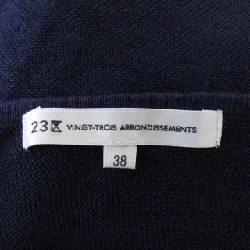 23区 VINGT-TROIS ARRONDISSEMENTS
38